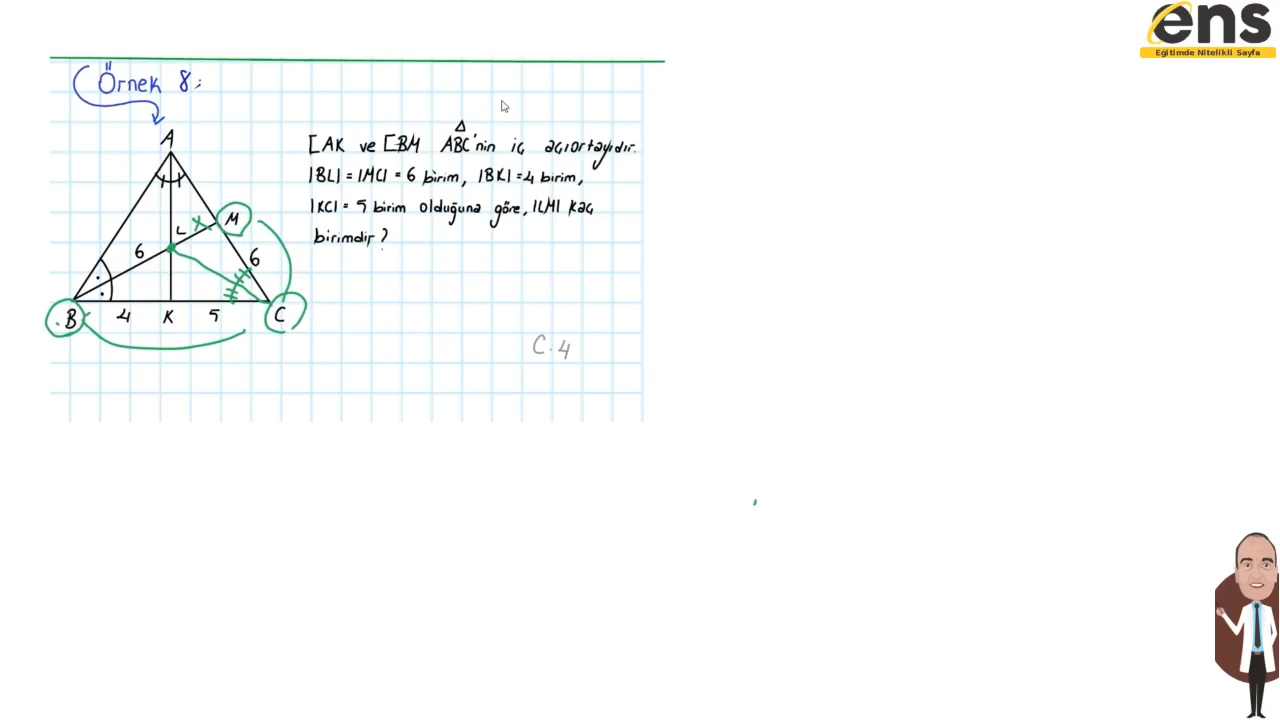 ens
Eğitimde Nitelikli Sayfa
Örnek 8:
A
[AK ve [BM ABC'nin iç açıortayıdır.
|BL| = |MC| = 6 birim, |BK| = 4 birim,
|KC| = 5 birim olduğuna göre, |LM| kaç
birimdir?
L
M
6
6
B
4
K
5
C
C.4